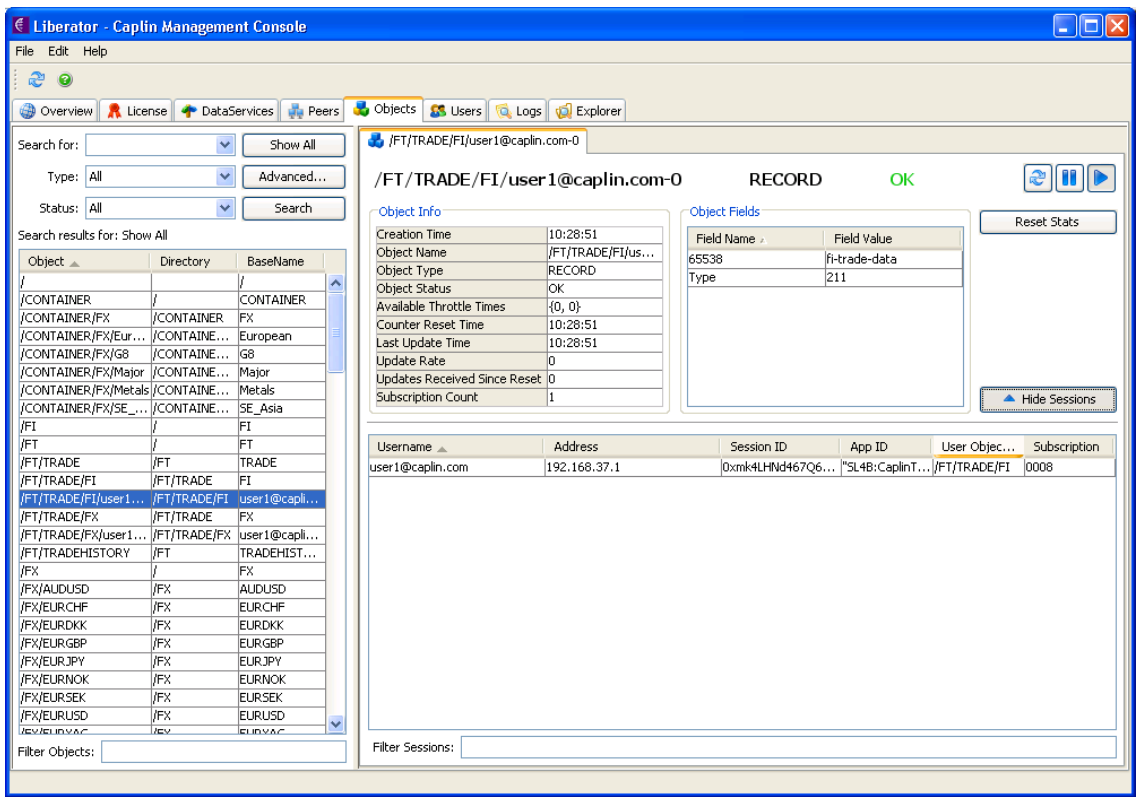 Liberator - Caplin Management Console
File Edit Help
Overview License DataServices Peers Objects Users Logs Explorer
Search for: Show All
Type: All Advanced...
Status: All Search
Search results for: Show All
Object Directory BaseName
/ /
/CONTAINER / CONTAINER
/CONTAINER/FX /CONTAINER FX
/CONTAINER/FX/Eur... /CONTAINE... European
/CONTAINER/FX/G8 /CONTAINE... G8
/CONTAINER/FX/Major /CONTAINE... Major
/CONTAINER/FX/Metals /CONTAINE... Metals
/CONTAINER/FX/SE_... /CONTAINE... SE_Asia
/FI / FI
/FT / FT
/FT/TRADE /FT TRADE
/FT/TRADE/FI /FT/TRADE FI
/FT/TRADE/FI/user1... /FT/TRADE/FI user1@capli...
/FT/TRADE/FX /FT/TRADE FX
/FT/TRADE/FX/user1... /FT/TRADE/FX user1@capli...
/FT/TRADEHISTORY /FT TRADEHIST...
/FX / FX
/FX/AUDUSD /FX AUDUSD
/FX/EURCHF /FX EURCHF
/FX/EURDKK /FX EURDKK
/FX/EURGBP /FX EURGBP
/FX/EURJPY /FX EURJPY
/FX/EURNOK /FX EURNOK
/FX/EURSEK /FX EURSEK
/FX/EURUSD /FX EURUSD
Filter Objects:
/FT/TRADE/FI/user1@caplin.com-0
/FT/TRADE/FI/user1@caplin.com-0 RECORD OK
Object Info
Creation Time 10:28:51
Object Name /FT/TRADE/FI/us...
Object Type RECORD
Object Status OK
Available Throttle Times {0, 0}
Counter Reset Time 10:28:51
Last Update Time 10:28:51
Update Rate 0
Updates Received Since Reset 0
Subscription Count 1
Object Fields
Field Name Field Value
65538 fi-trade-data
Type 211
Reset Stats
Hide Sessions
Username Address Session ID App ID User Objec... Subscription
user1@caplin.com 192.168.37.1 0xmk4LHNd467Q6... "SL4B:CaplinT... /FT/TRADE/FI 0008
Filter Sessions: